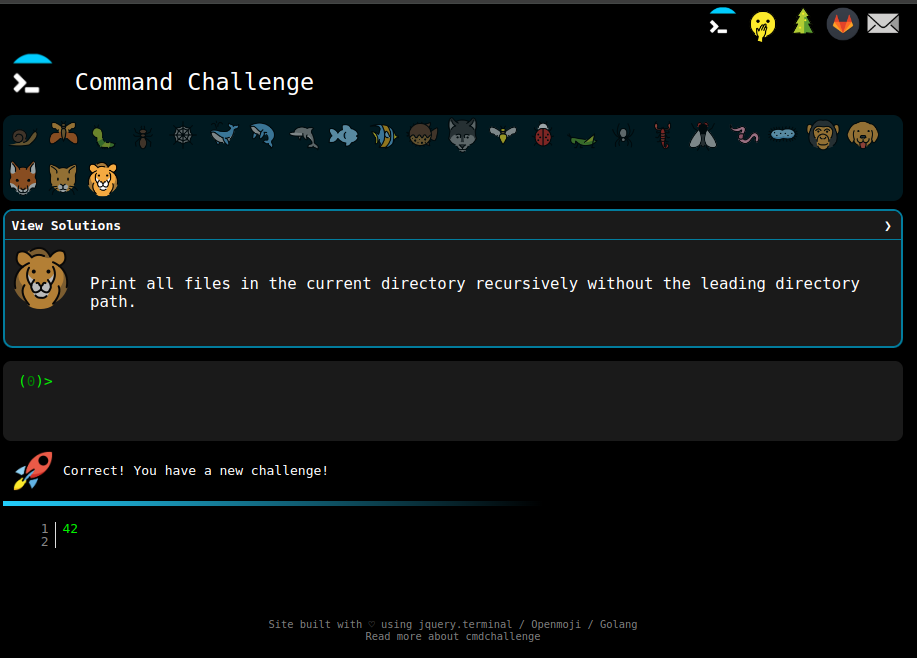 Command Challenge
View Solutions ❯
Print all files in the current directory recursively without the leading directory
path.
(0)>
Correct! You have a new challenge!
1 42
2
Site built with ♡ using jquery.terminal / Openmoji / Golang
Read more about cmdchallenge